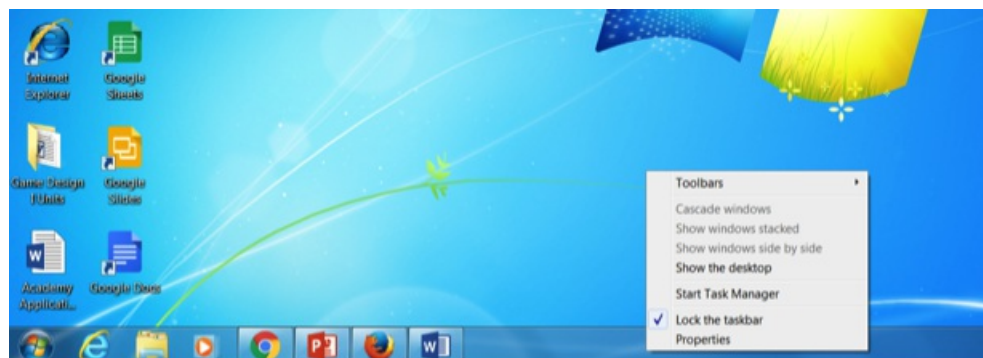 Internet
Explorer
Google
Sheets
Game Design
I Units
Google
Slides
Academy
Applicati...
Google Docs
Toolbars
Cascade windows
Show windows stacked
Show windows side by side
Show the desktop
Start Task Manager
Lock the taskbar
Properties